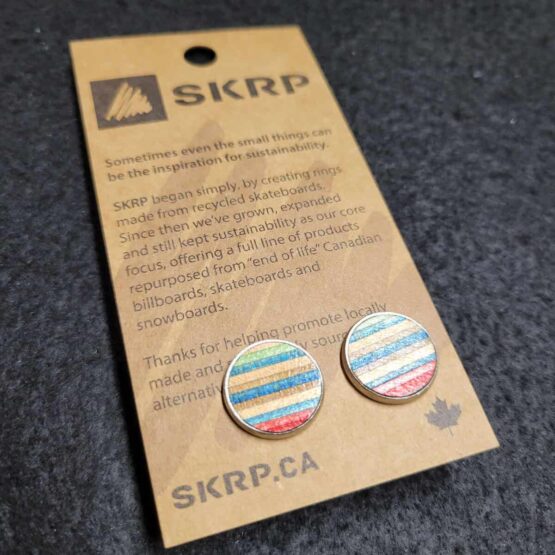 SKRP
Sometimes even the small things can
be the inspiration for sustainability.
SKRP began simply, by creating rings
made from recycled skateboards.
Since then we've grown, expanded
and still kept sustainability as our core
focus, offering a full line of products
repurposed from "end of life" Canadian
billboards, skateboards and
snowboards.
Thanks for helping promote locally
made and
alternativ
SKRP.CA